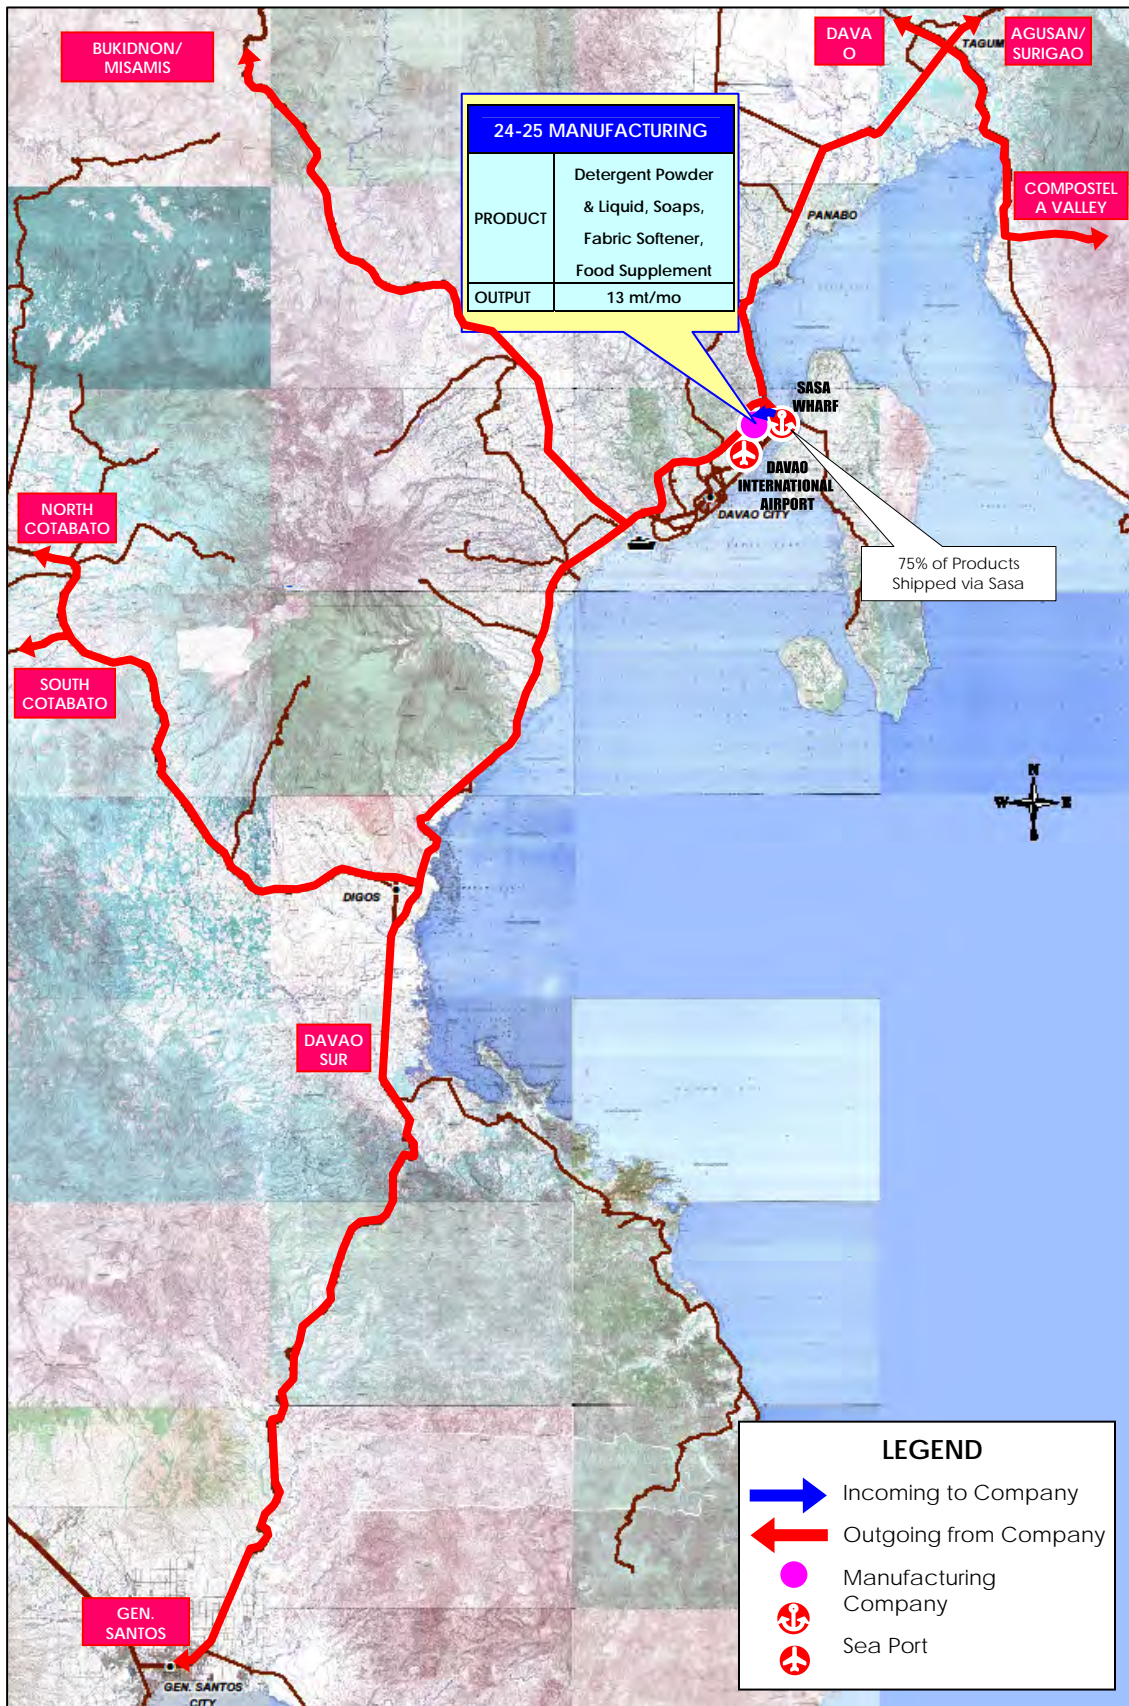 BUKIDNON/
MISAMIS
DAVA
O
TAGUM
AGUSAN/
SURIGAO
24-25 MANUFACTURING
PRODUCT
Detergent Powder
& Liquid, Soaps,
Fabric Softener,
Food Supplement
OUTPUT
13 mt/mo
COMPOSTEL
A VALLEY
PANABO
SASA
WHARF
DAVAO
INTERNATIONAL
AIRPORT
DAVAO CITY
NORTH
COTABATO
75% of Products
Shipped via Sasa
SOUTH
COTABATO
N
W
E
DIGOS
DAVAO
SUR
GEN.
SANTOS
GEN. SANTOS
CITY
LEGEND
Incoming to Company
Outgoing from Company
Manufacturing
Company
Sea Port